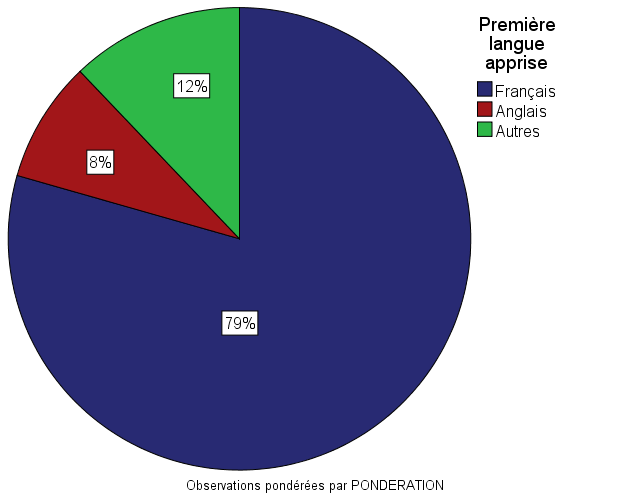 Première
langue
apprise
Français
Anglais
Autres
12%
8%
79%
Observations pondérées par PONDERATION